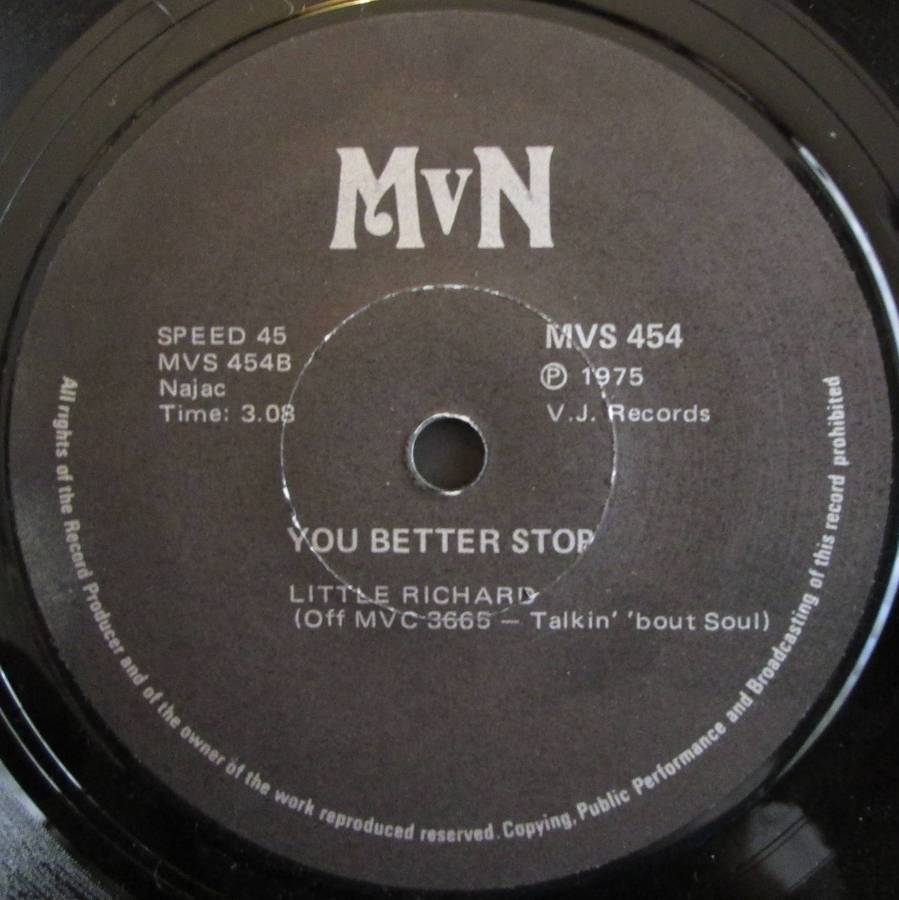 MVN
SPEED 45
MVS 454B
Najac
Time: 3.08
MVS 454
Ⓟ 1975
V.J. Records
YOU BETTER STOP
LITTLE RICHARD
(Off MVC 3665 — Talkin' 'bout Soul)
All rights of the Record Producer and of the owner of the work reproduced reserved. Copying, Public Performance and Broadcasting of this record prohibited